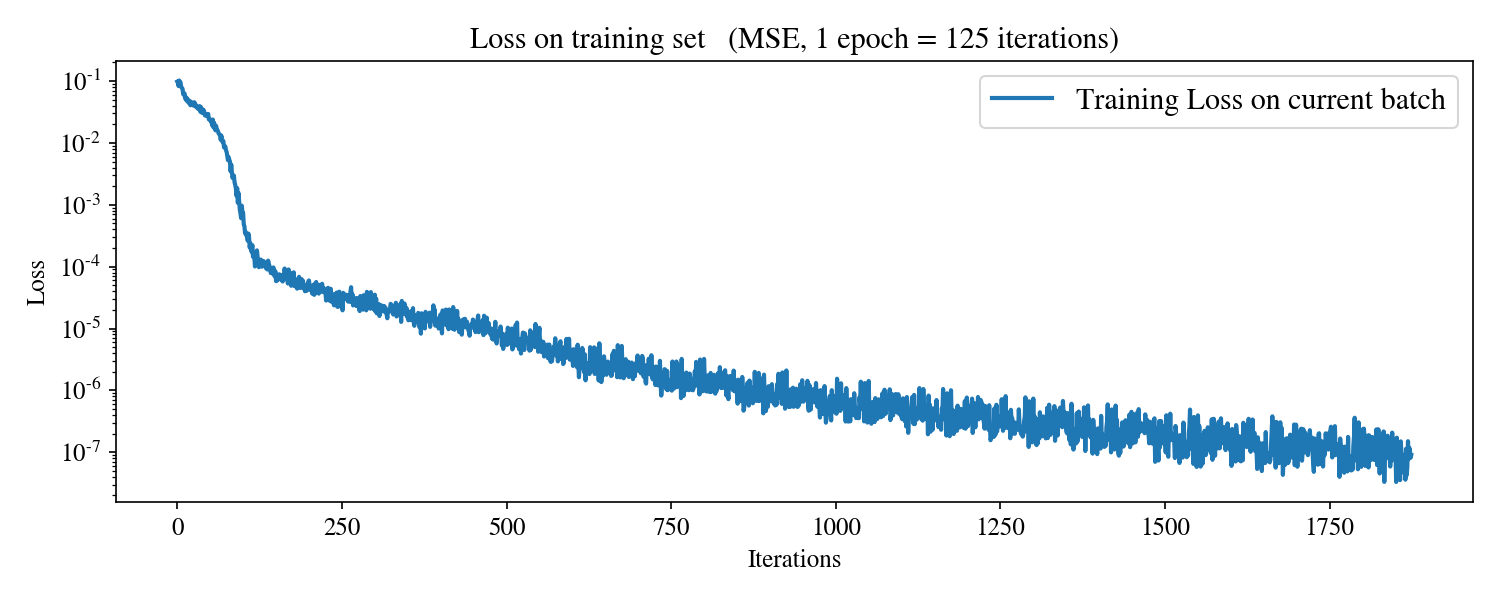 Loss on training set (MSE, 1 epoch = 125 iterations)
Training Loss on current batch
10⁻¹
10⁻²
10⁻³
10⁻⁴
10⁻⁵
10⁻⁶
10⁻⁷
Loss
0 250 500 750 1000 1250 1500 1750
Iterations